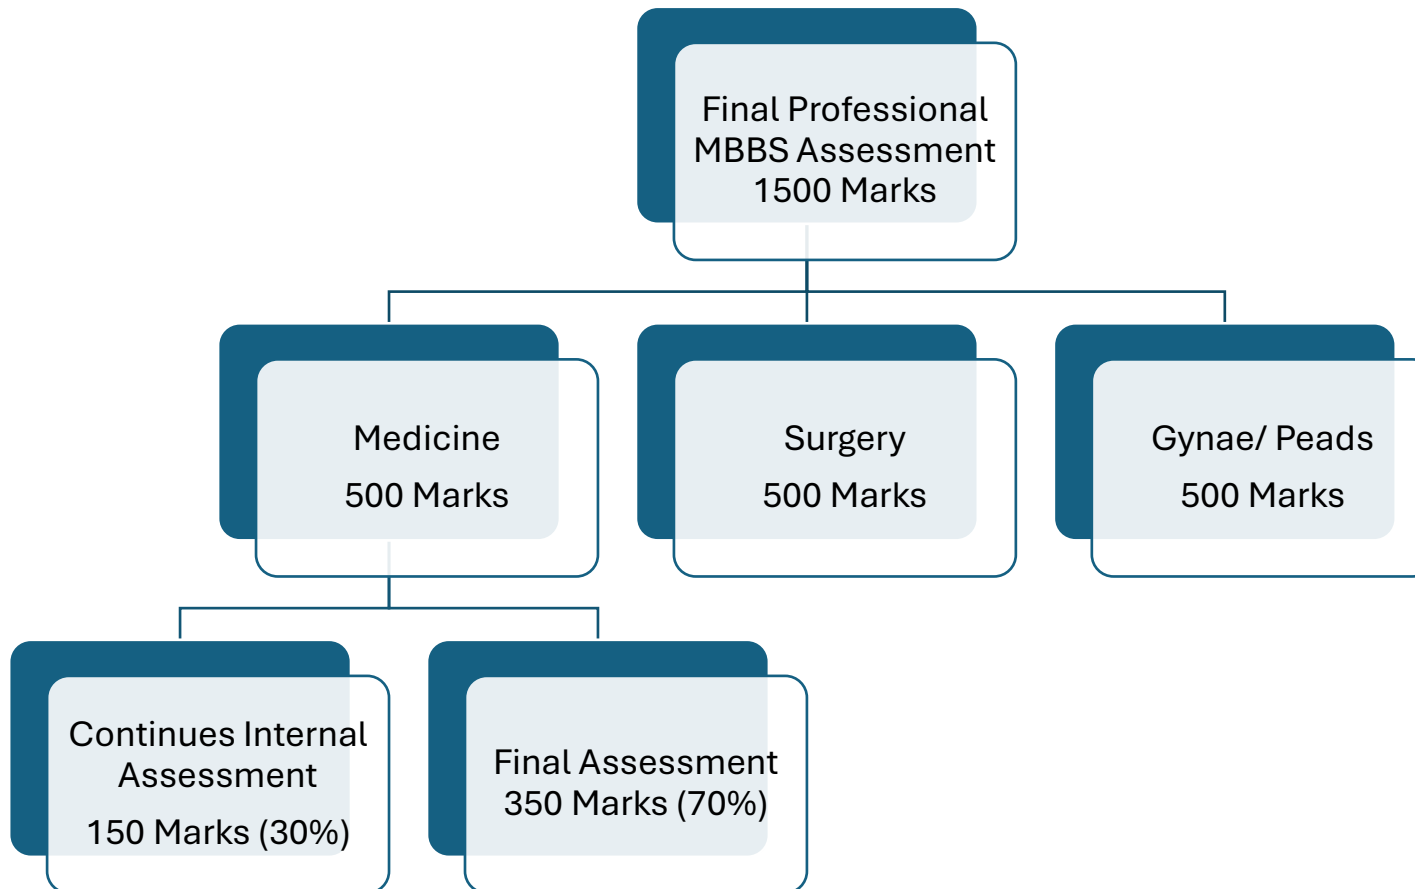 Final Professional
MBBS Assessment
1500 Marks
Medicine
500 Marks
Surgery
500 Marks
Gynae/ Peads
500 Marks
Continues Internal
Assessment
150 Marks (30%)
Final Assessment
350 Marks (70%)